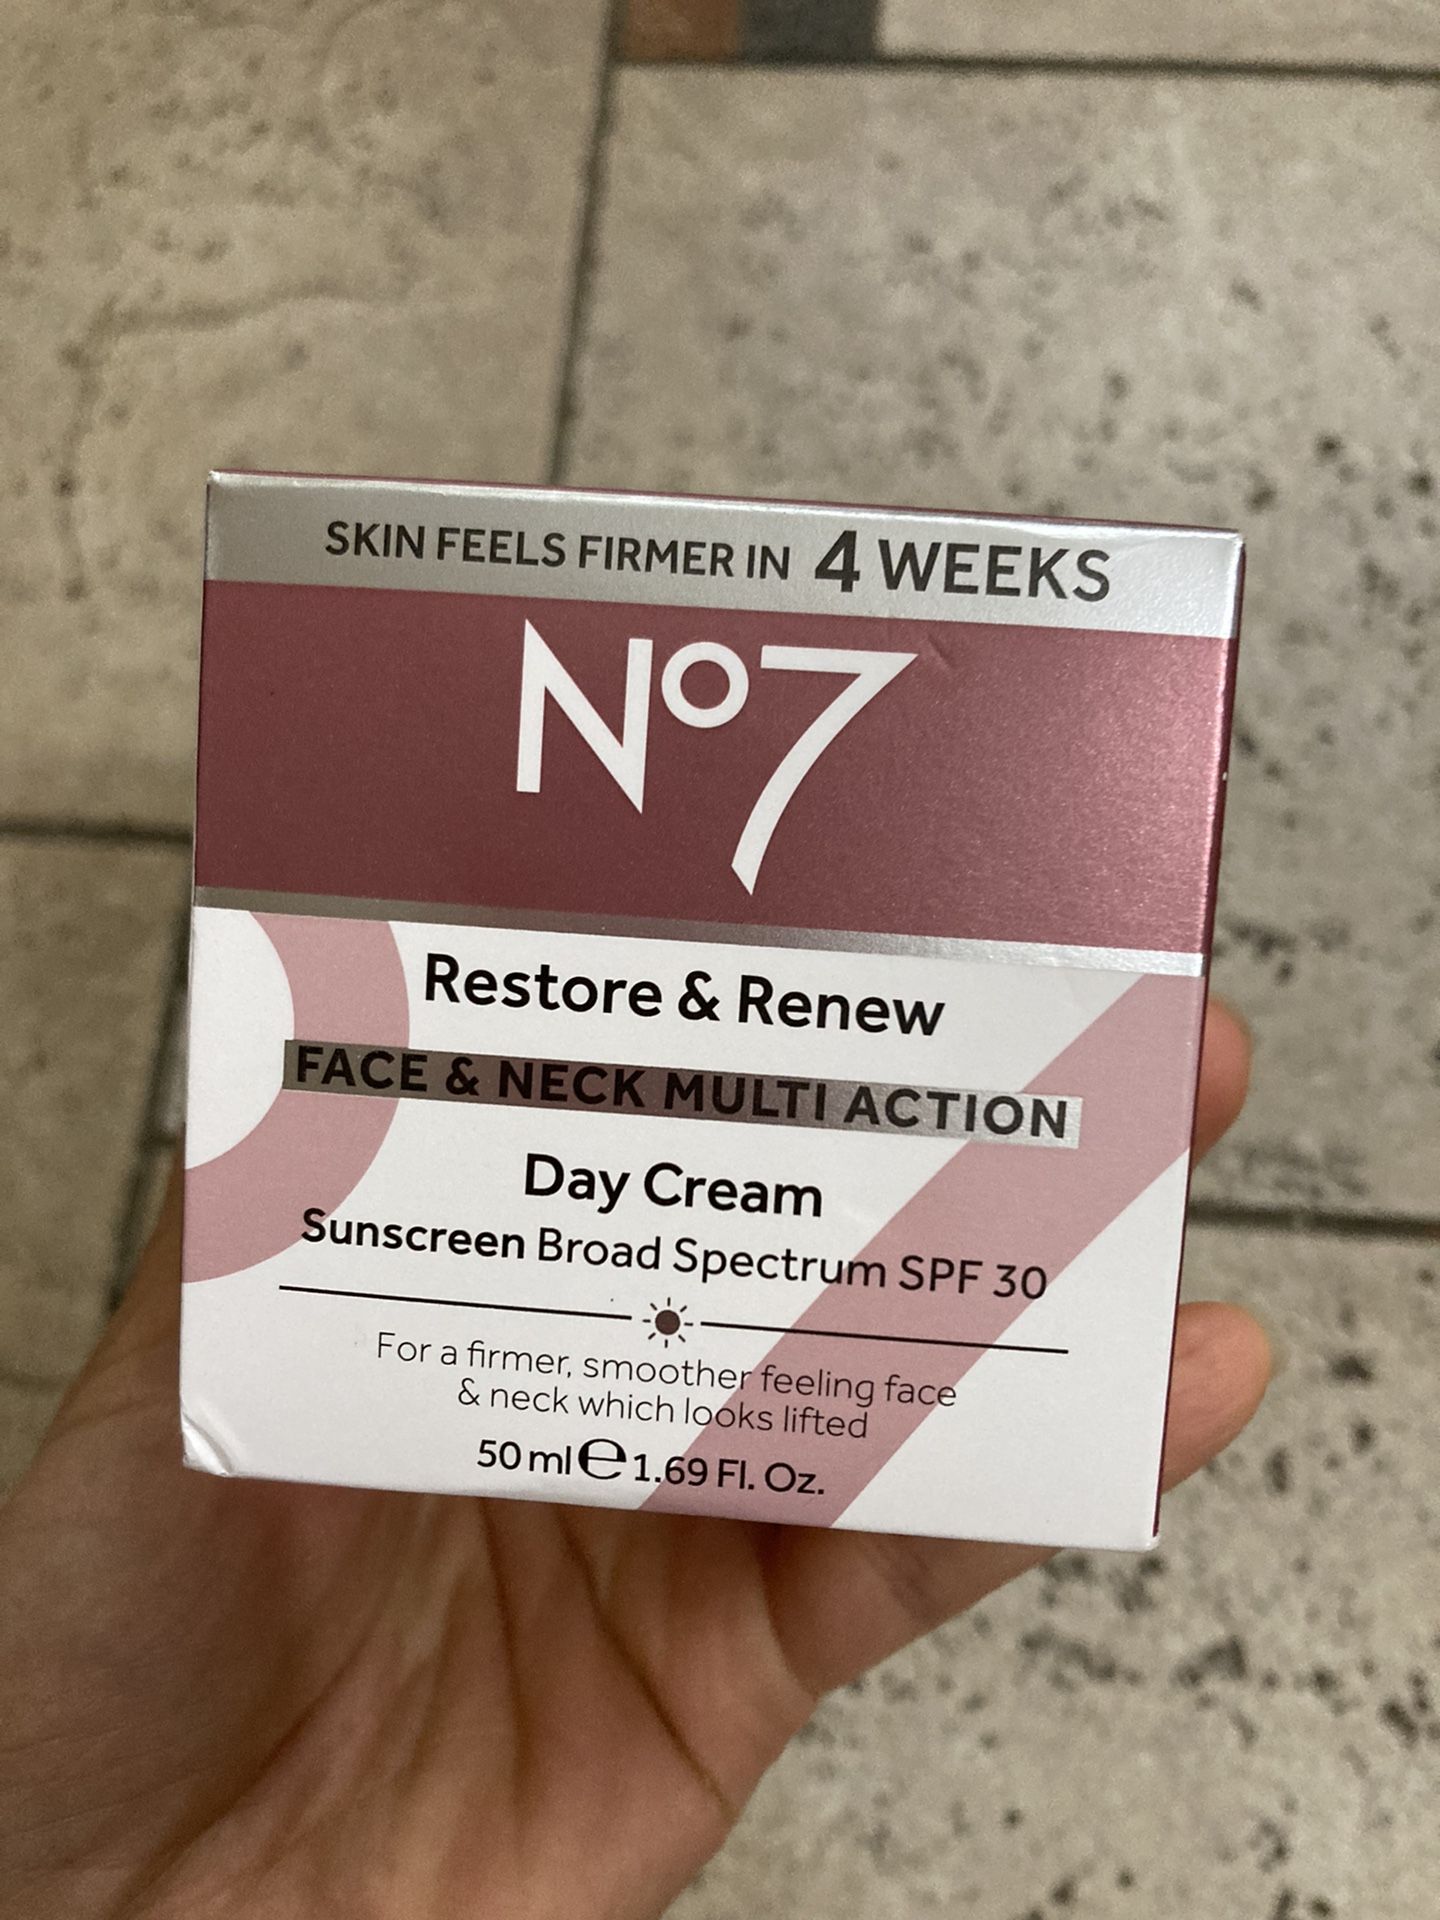 SKIN FEELS FIRMER IN 4 WEEKS
Nº7
Restore & Renew
FACE & NECK MULTI ACTION
Day Cream
Sunscreen Broad Spectrum SPF 30
For a firmer, smoother feeling face
& neck which looks lifted
50 ml ℮ 1.69 Fl. Oz.